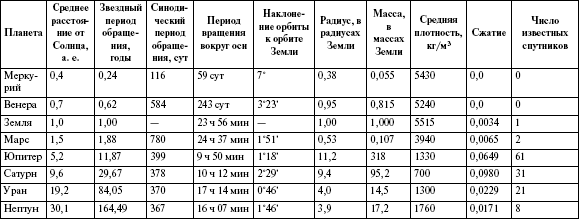 Планета | Среднее расстояние от Солнца, а. е. | Звездный период обращения, годы | Синодический период обращения, сут | Период вращения вокруг оси | Наклонение орбиты к орбите Земли | Радиус, в радиусах Земли | Масса, в массах Земли | Средняя плотность, кг/м³ | Сжатие | Число известных спутников
Меркурий | 0,4 | 0,24 | 116 | 59 сут | 7° | 0,38 | 0,055 | 5430 | 0,0 | 0
Венера | 0,7 | 0,62 | 584 | 243 сут | 3°23' | 0,95 | 0,815 | 5240 | 0,0 | 0
Земля | 1,0 | 1,00 | — | 23 ч 56 мин | — | 1,00 | 1,000 | 5515 | 0,0034 | 1
Марс | 1,5 | 1,88 | 780 | 24 ч 37 мин | 1°51' | 0,53 | 0,107 | 3940 | 0,0065 | 2
Юпитер | 5,2 | 11,87 | 399 | 9 ч 50 мин | 1°18' | 11,2 | 318 | 1330 | 0,0649 | 61
Сатурн | 9,6 | 29,67 | 378 | 10 ч 12 мин | 2°29' | 9,4 | 95,2 | 700 | 0,0980 | 31
Уран | 19,2 | 84,05 | 370 | 17 ч 14 мин | 0°46' | 4,0 | 14,5 | 1300 | 0,0229 | 21
Нептун | 30,1 | 164,49 | 367 | 16 ч 07 мин | 1°46' | 3,9 | 17,2 | 1760 | 0,0171 | 8